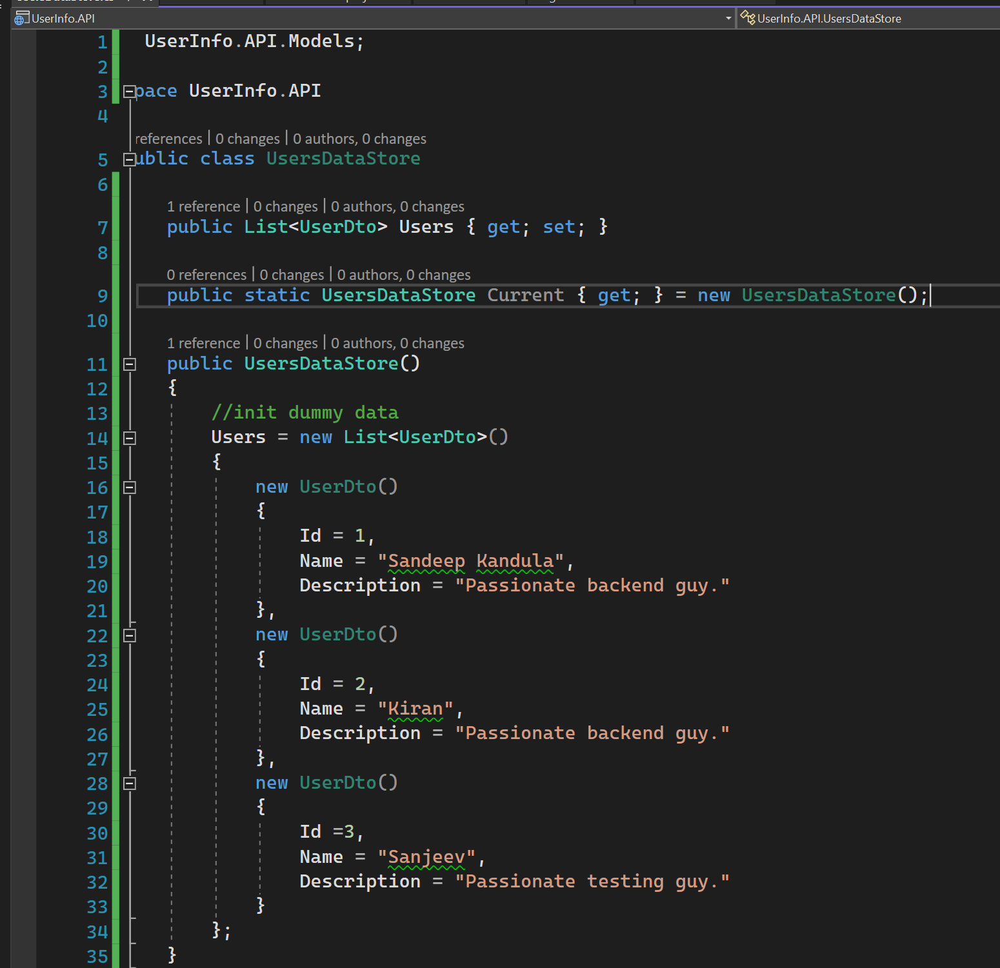 UserInfo.API
UserInfo.API.UsersDataStore
1 UserInfo.API.Models;
2
3 pace UserInfo.API
4
references | 0 changes | 0 authors, 0 changes
5 ublic class UsersDataStore
6
1 reference | 0 changes | 0 authors, 0 changes
7 public List<UserDto> Users { get; set; }
8
0 references | 0 changes | 0 authors, 0 changes
9 public static UsersDataStore Current { get; } = new UsersDataStore();
10
1 reference | 0 changes | 0 authors, 0 changes
11 public UsersDataStore()
12 {
13 //init dummy data
14 Users = new List<UserDto>()
15 {
16 new UserDto()
17 {
18 Id = 1,
19 Name = "Sandeep Kandula",
20 Description = "Passionate backend guy."
21 },
22 new UserDto()
23 {
24 Id = 2,
25 Name = "Kiran",
26 Description = "Passionate backend guy."
27 },
28 new UserDto()
29 {
30 Id =3,
31 Name = "Sanjeev",
32 Description = "Passionate testing guy."
33 }
34 };
35 }